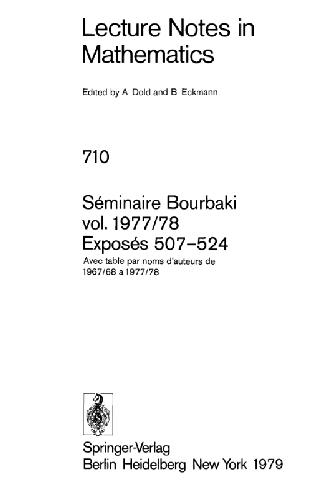 Lecture Notes in
Mathematics
Edited by A Dold and B Eckmann
710
Séminaire Bourbaki
vol. 1977/78
Exposés 507–524
Avec table par noms d'auteurs de
1967/68 à 1977/78
Springer-Verlag
Berlin Heidelberg New York 1979